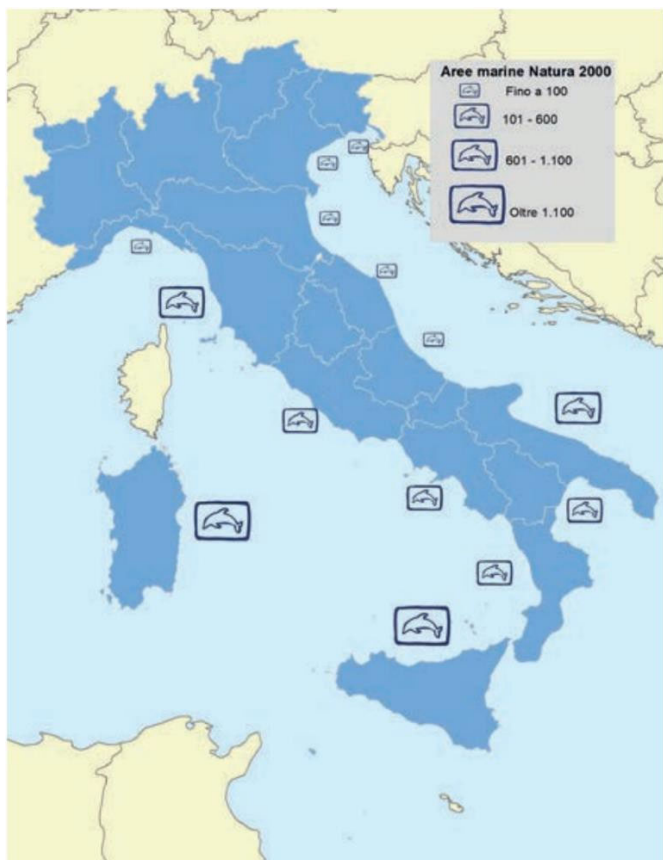 Aree marine Natura 2000
Fino a 100
101 - 600
601 - 1.100
Oltre 1.100